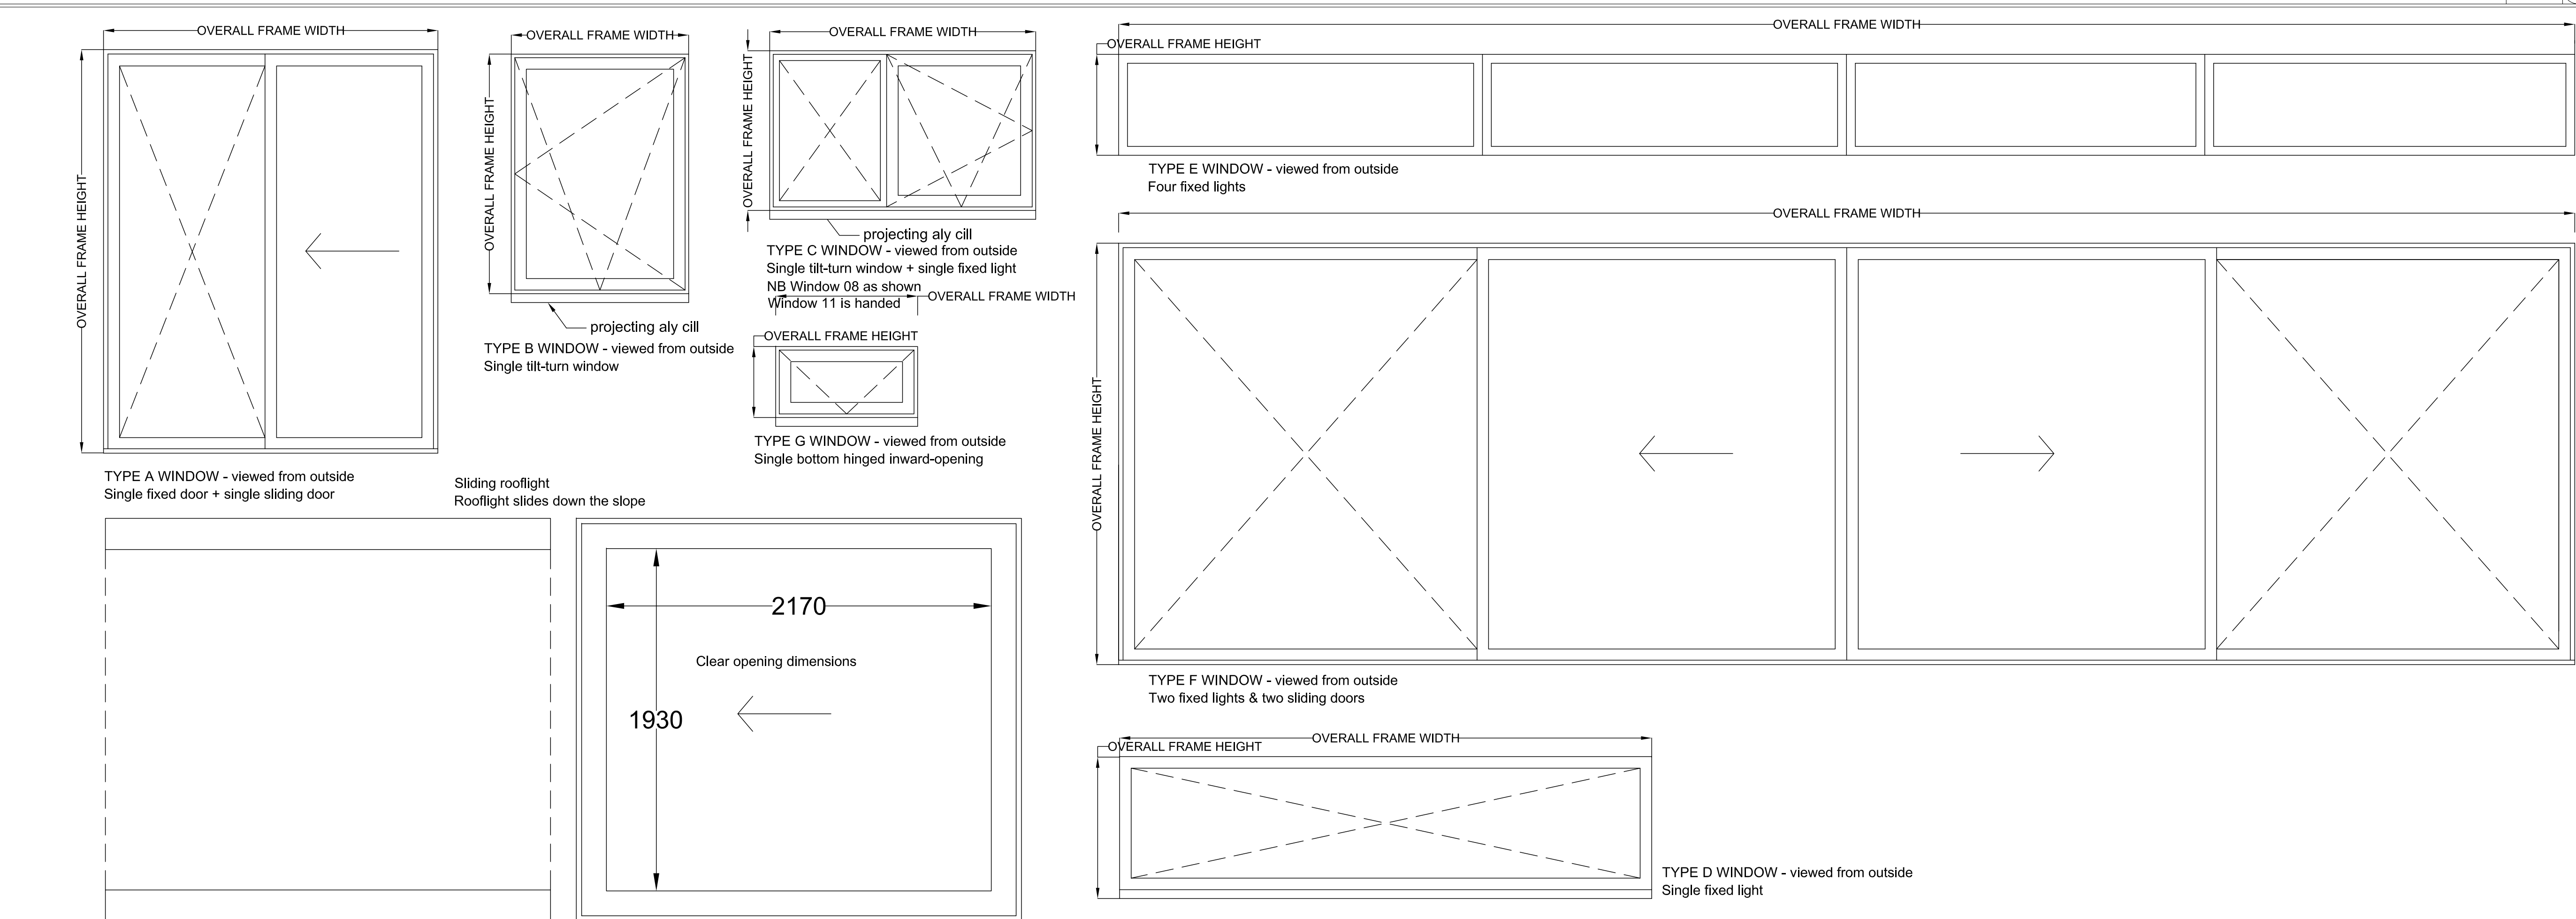 OVERALL FRAME WIDTH
OVERALL FRAME HEIGHT
TYPE A WINDOW - viewed from outside
Single fixed door + single sliding door
OVERALL FRAME WIDTH
OVERALL FRAME HEIGHT
projecting aly cill
TYPE B WINDOW - viewed from outside
Single tilt-turn window
OVERALL FRAME WIDTH
OVERALL FRAME HEIGHT
projecting aly cill
TYPE C WINDOW - viewed from outside
Single tilt-turn window + single fixed light
NB Window 08 as shown
Window 11 is handed
OVERALL FRAME WIDTH
OVERALL FRAME HEIGHT
TYPE G WINDOW - viewed from outside
Single bottom hinged inward-opening
Sliding rooflight
Rooflight slides down the slope
2170
Clear opening dimensions
1930
OVERALL FRAME WIDTH
OVERALL FRAME HEIGHT
TYPE E WINDOW - viewed from outside
Four fixed lights
OVERALL FRAME WIDTH
OVERALL FRAME HEIGHT
TYPE F WINDOW - viewed from outside
Two fixed lights & two sliding doors
OVERALL FRAME WIDTH
OVERALL FRAME HEIGHT
TYPE D WINDOW - viewed from outside
Single fixed light